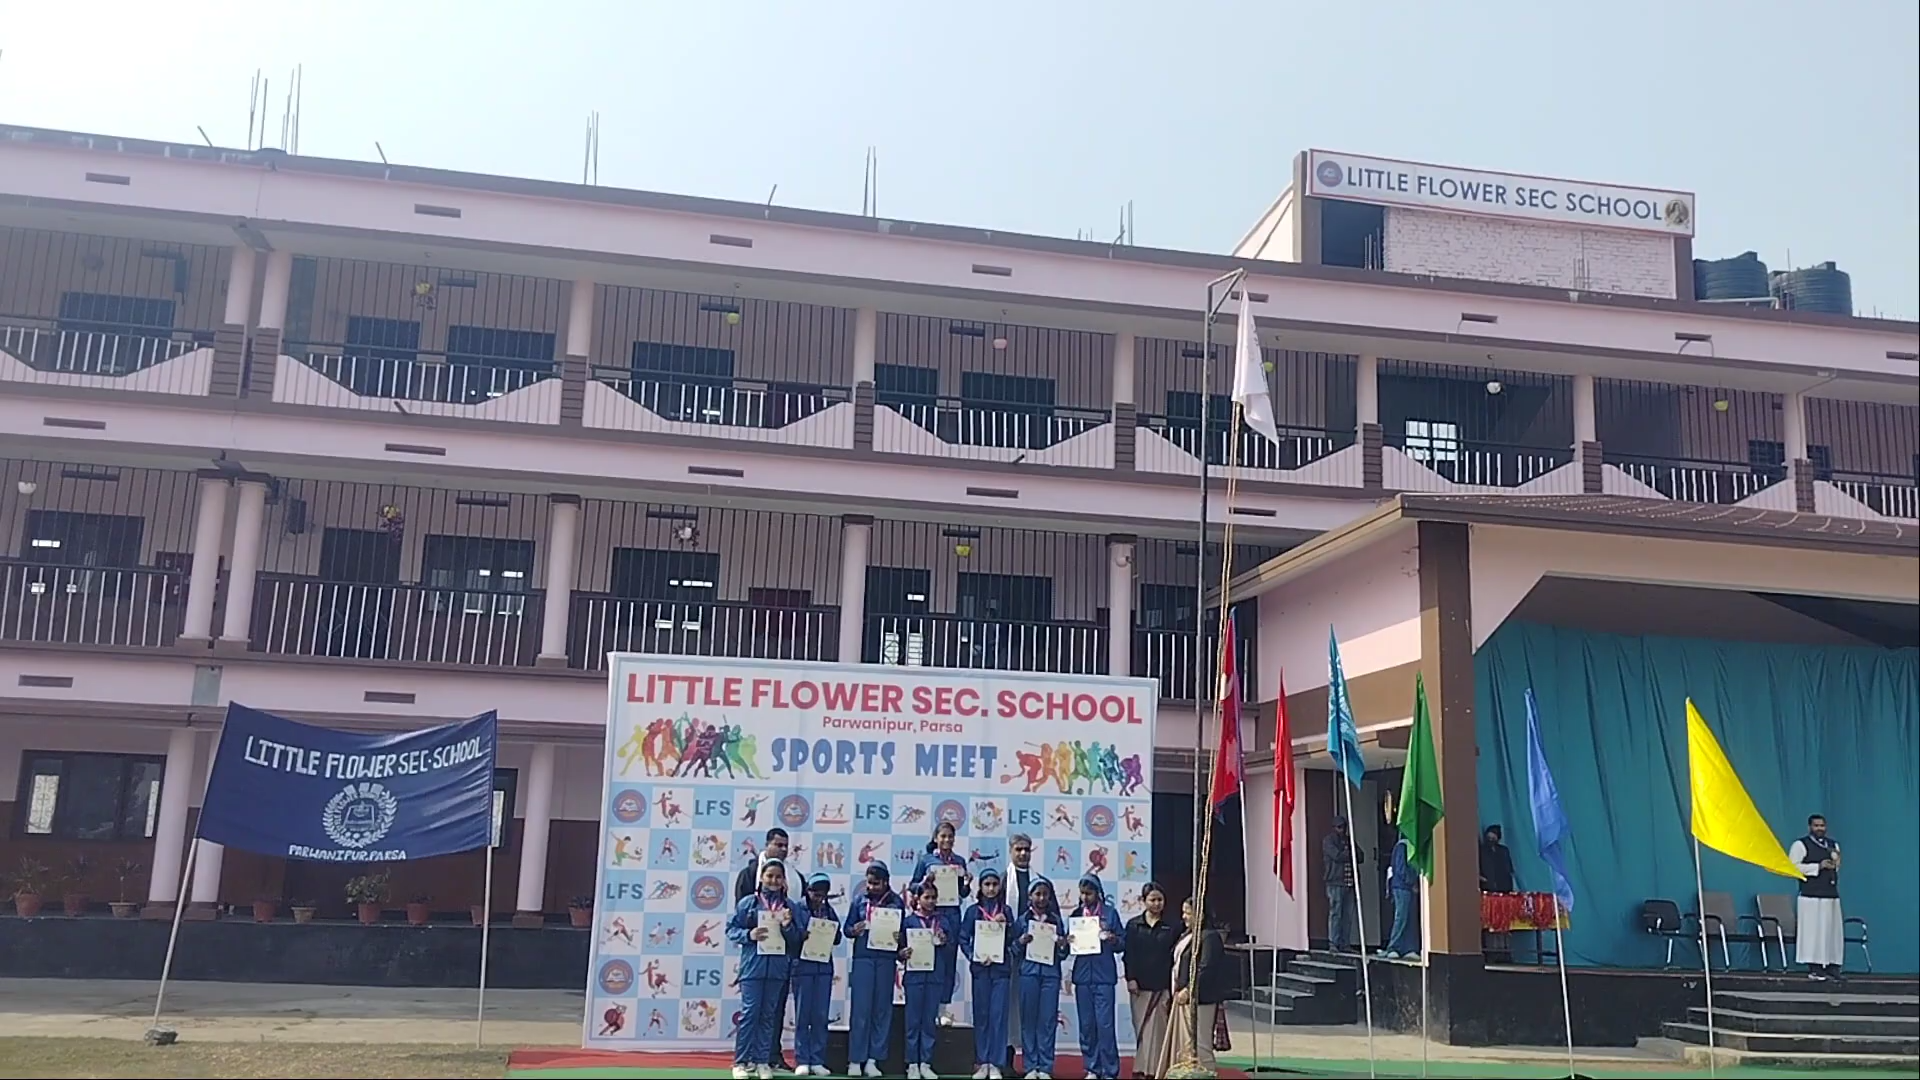 LITTLE FLOWER SEC SCHOOL
LITTLE FLOWER SEC. SCHOOL
Parwanipur, Parsa
SPORTS MEET
LFS LFS LFS
LFS
LFS
LITTLE FLOWER SEC. SCHOOL
PARWANIPUR, PARSA